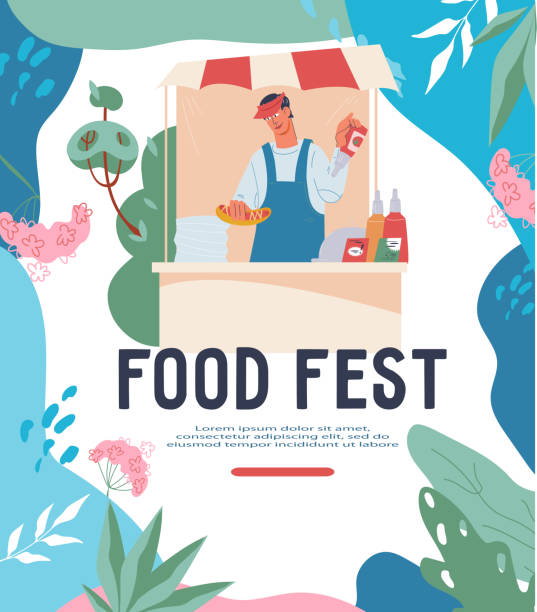 FOOD FEST
Lorem ipsum dolor sit amet,
consectetur adipiscing elit, sed do
eiusmod tempor incididunt ut labore